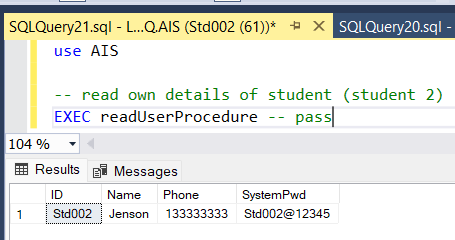 SQLQuery21.sql - L...Q.AIS (Std002 (61))* SQLQuery20.sql -
use AIS
-- read own details of student (student 2)
EXEC readUserProcedure -- pass
104 %
Results Messages
ID Name Phone SystemPwd
1 Std002 Jenson 133333333 Std002@12345